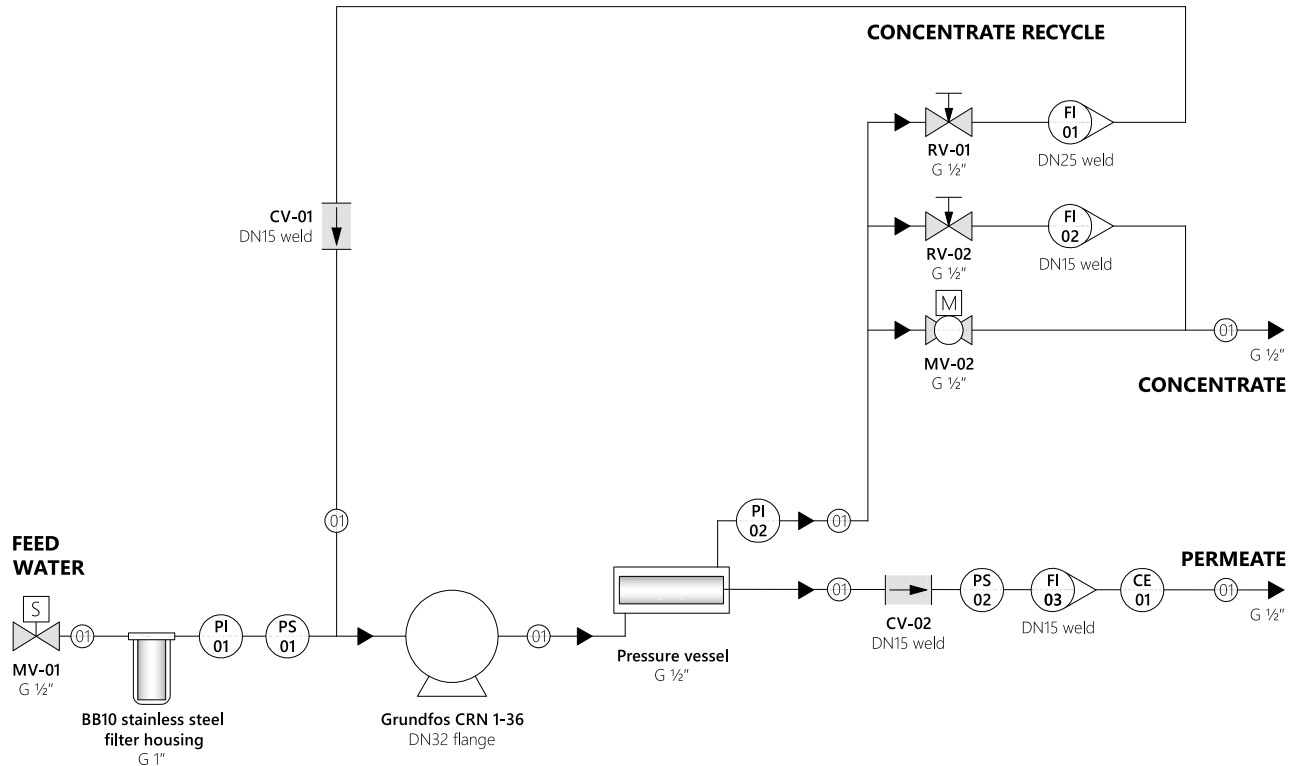 CONCENTRATE RECYCLE
FI
01
RV-01
G ½"
DN25 weld
CV-01
DN15 weld
FI
02
RV-02
G ½"
DN15 weld
M
01
G ½"
MV-02
G ½"
CONCENTRATE
PI
02
01
01
FEED
WATER
PERMEATE
01
PS
02
FI
03
CE
01
01
G ½"
CV-02
DN15 weld
DN15 weld
S
01
PI
01
PS
01
01
MV-01
G ½"
Pressure vessel
G ½"
BB10 stainless steel
filter housing
G 1"
Grundfos CRN 1-36
DN32 flange